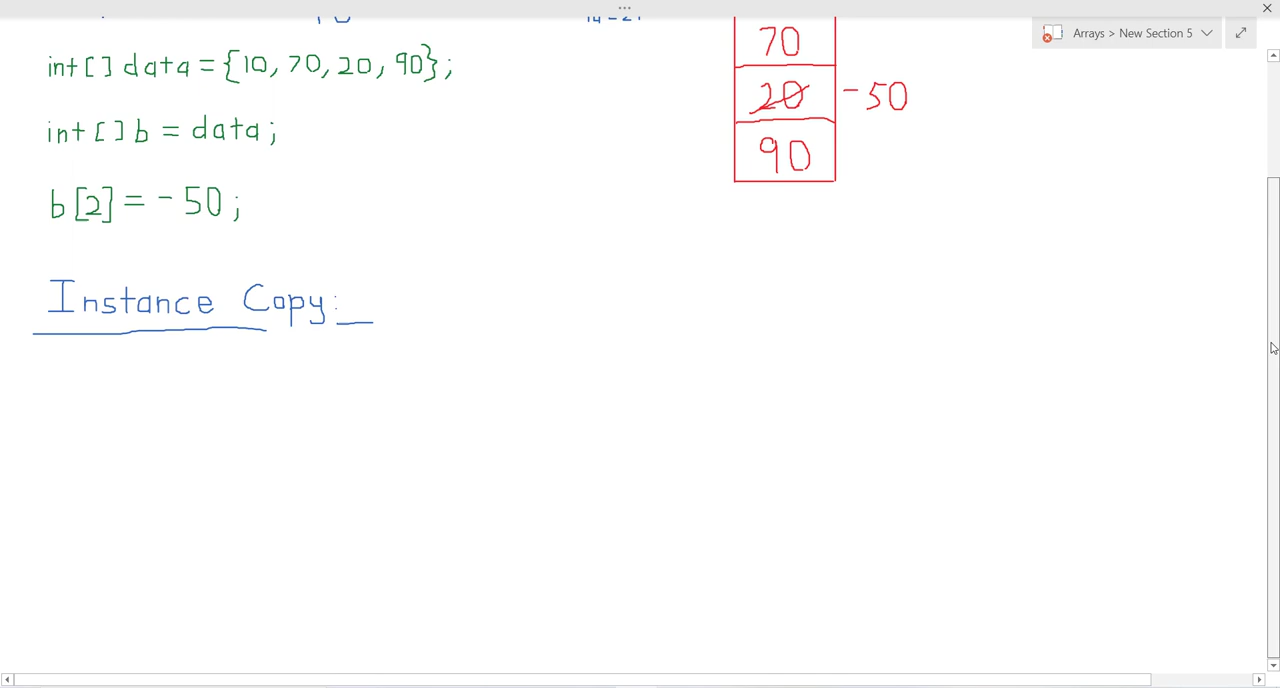 Arrays > New Section 5
int[] data = {10, 70, 20, 90};
int[] b = data;
b[2] = -50;
70
20 -50
90
Instance Copy: